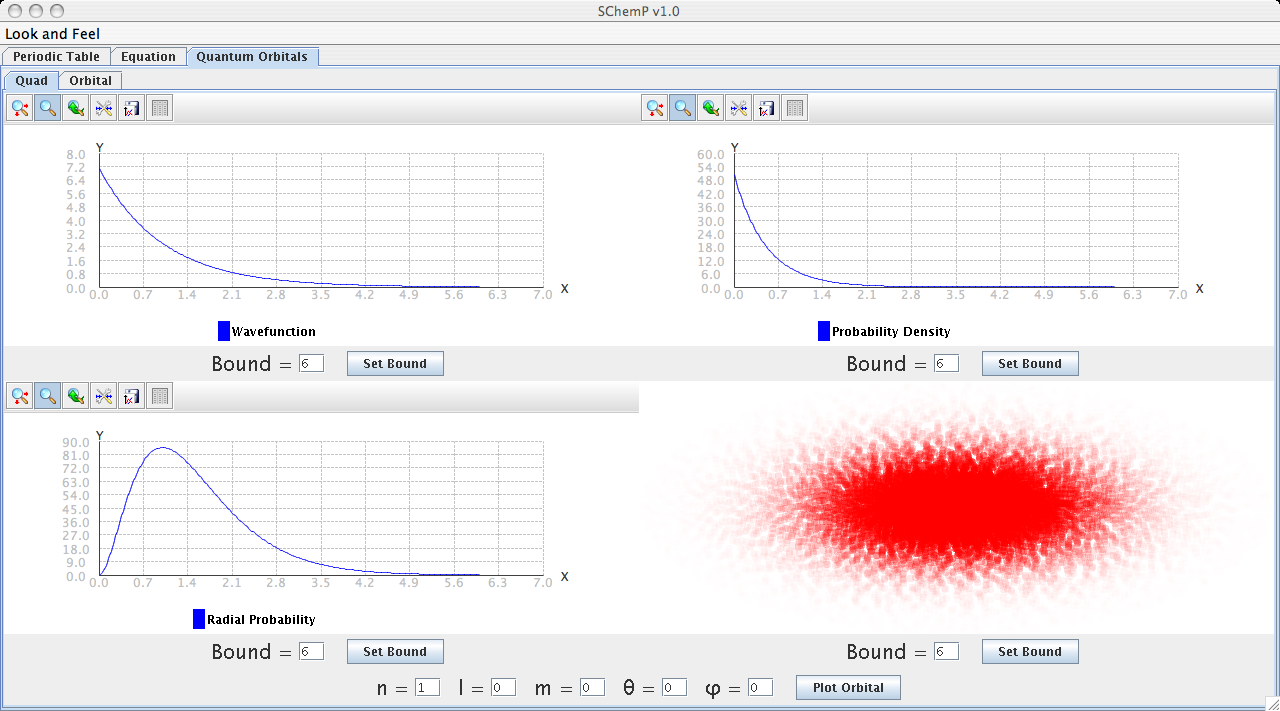 SChemP v1.0
Look and Feel
Periodic Table Equation Quantum Orbitals
Quad Orbital
Y
8.0
7.2
6.4
5.6
4.8
4.0
3.2
2.4
1.6
0.8
0.0
0.0 0.7 1.4 2.1 2.8 3.5 4.2 4.9 5.6 6.3 7.0 X
Wavefunction
Bound = 6 Set Bound
Y
60.0
54.0
48.0
42.0
36.0
30.0
24.0
18.0
12.0
6.0
0.0
0.0 0.7 1.4 2.1 2.8 3.5 4.2 4.9 5.6 6.3 7.0 X
Probability Density
Bound = 6 Set Bound
Y
90.0
81.0
72.0
63.0
54.0
45.0
36.0
27.0
18.0
9.0
0.0
0.0 0.7 1.4 2.1 2.8 3.5 4.2 4.9 5.6 6.3 7.0 X
Radial Probability
Bound = 6 Set Bound
Bound = 6 Set Bound
n = 1 l = 0 m = 0 θ = 0 φ = 0 Plot Orbital